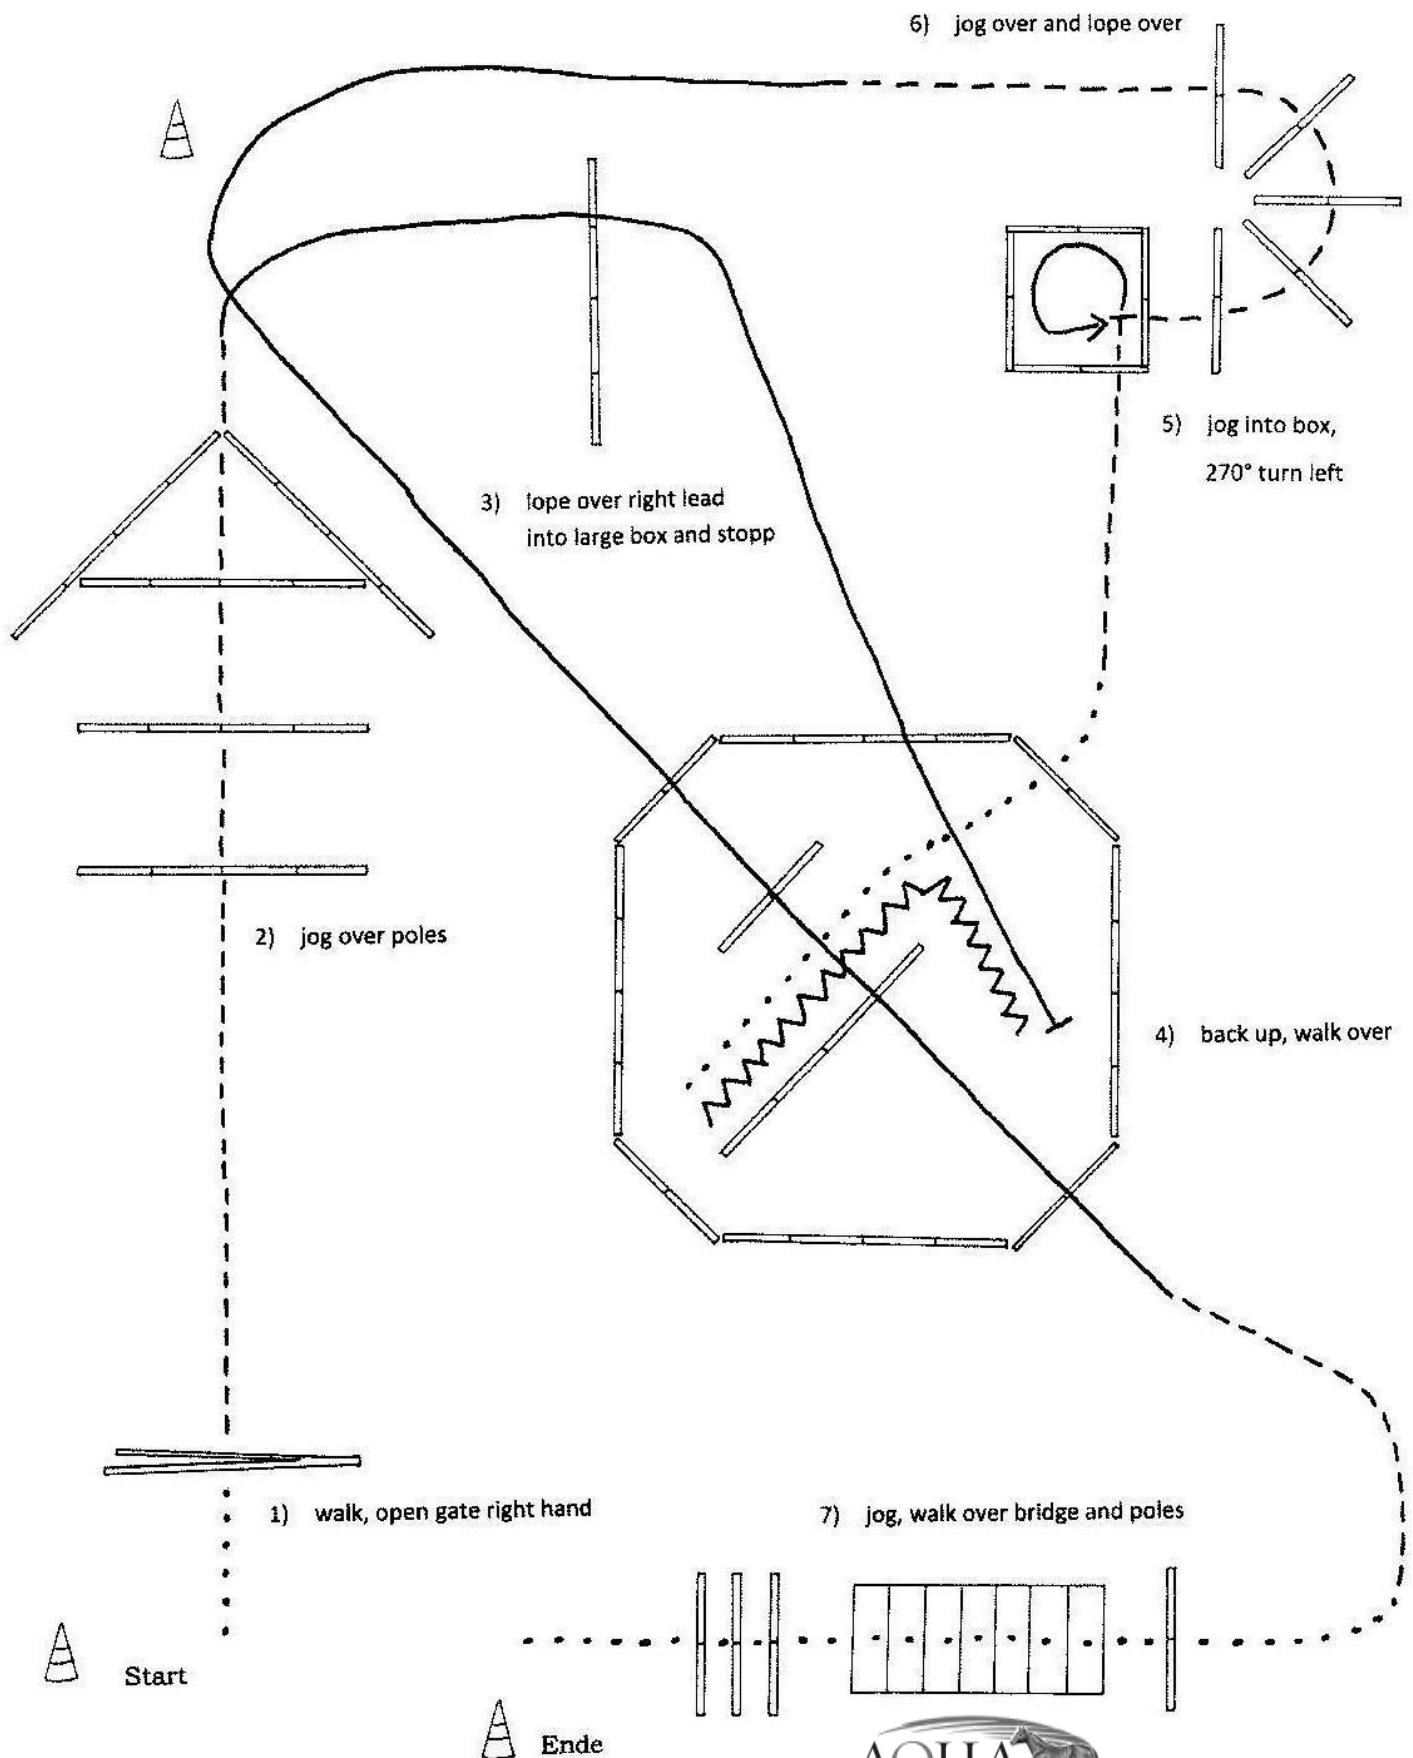 6) jog over and lope over
5) jog into box,
270° turn left
3) lope over right lead
into large box and stopp
2) jog over poles
4) back up, walk over
1) walk, open gate right hand
7) jog, walk over bridge and poles
Start
Ende